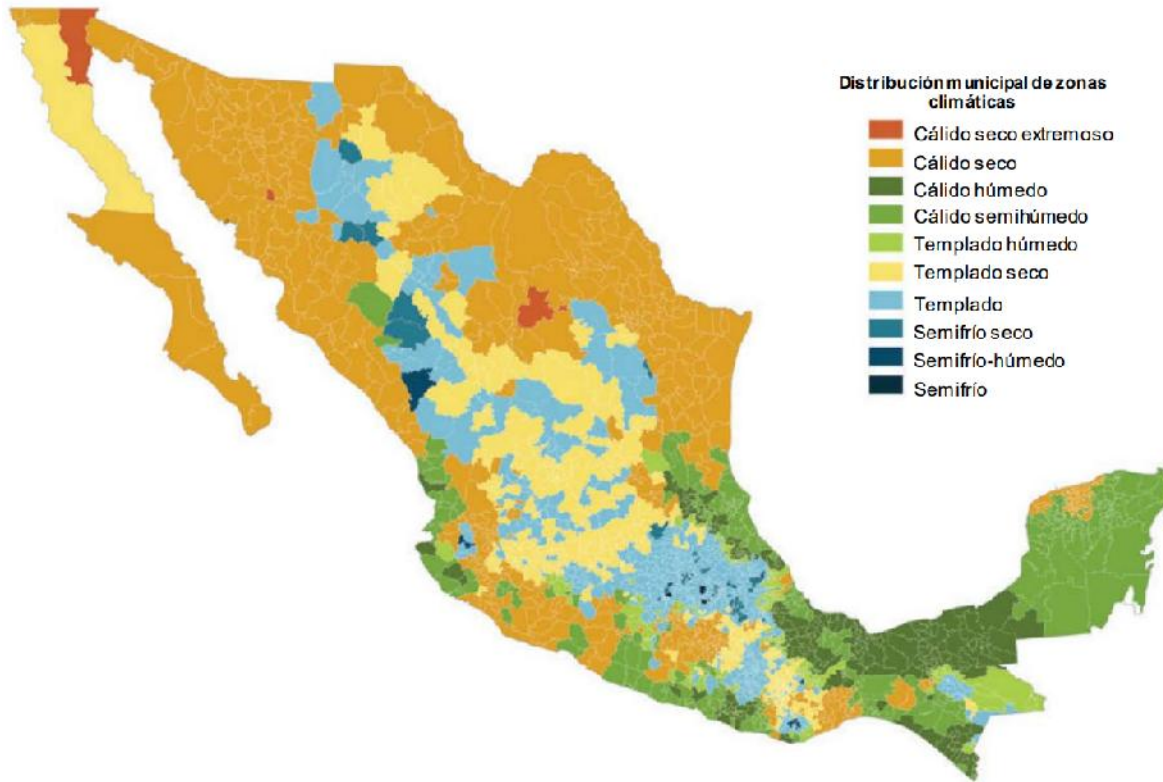 Distribución municipal de zonas
climáticas
Cálido seco extremoso
Cálido seco
Cálido húmedo
Cálido semihúmedo
Templado húmedo
Templado seco
Templado
Semifrío seco
Semifrío-húmedo
Semifrío